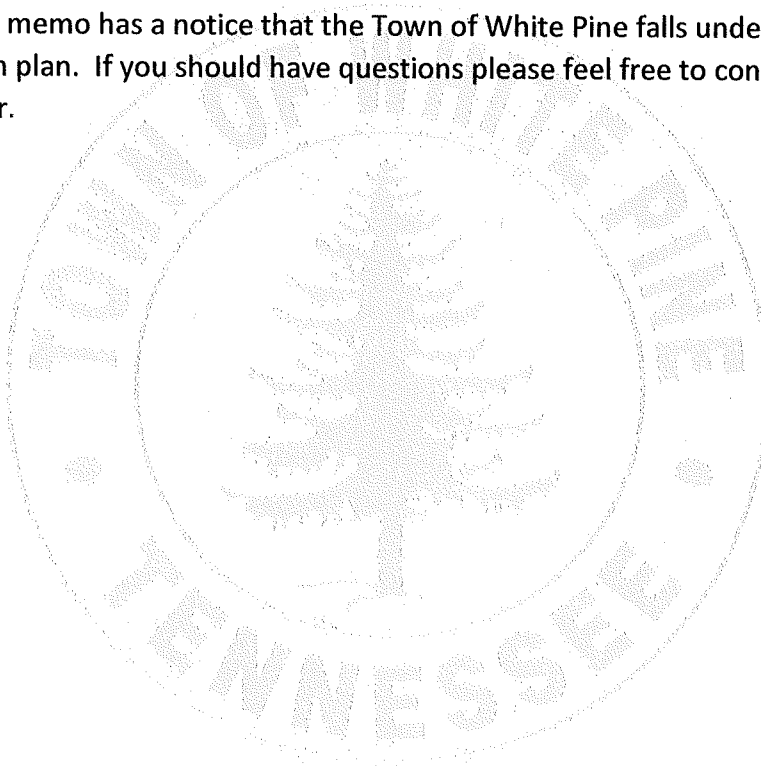 memo has a notice that the Town of White Pine falls unde
plan. If you should have questions please feel free to con
TOWN OF WHITE PINE
TENNESSEE